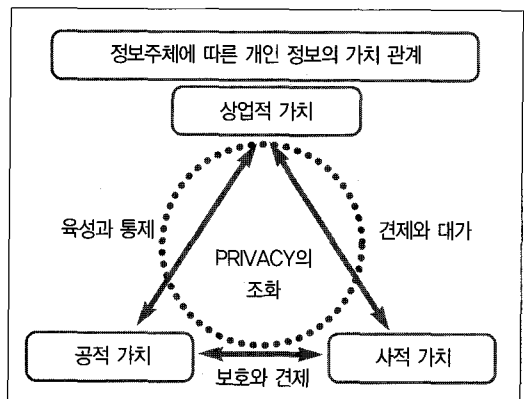 정보주체에 따른 개인 정보의 가치 관계
상업적 가치
육성과 통제
견제와 대가
PRIVACY의
조화
공적 가치
사적 가치
보호와 견제